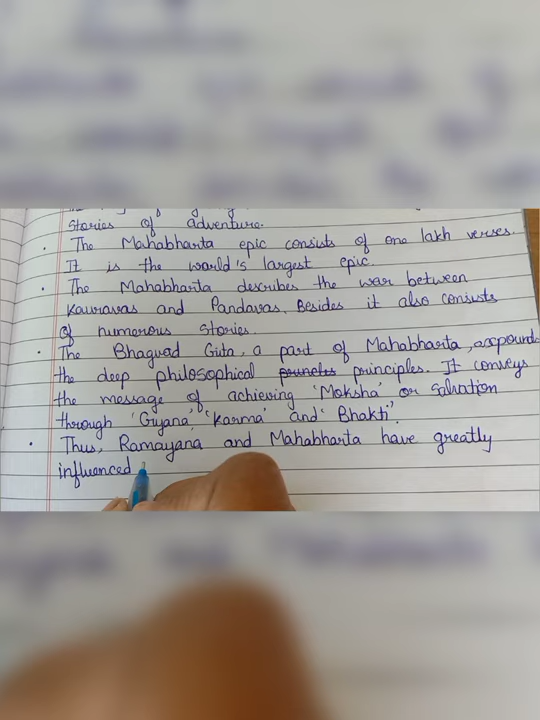 stories of adventure.
• The Mahabharta epic consists of one lakh verses.
It is the world's largest epic.
• The Mahabharta describes the war between
Kauravas and Pandavas. Besides it also consists
of numerous stories.
• The Bhagvad Gita, a part of Mahabharta, expound
the deep philosophical principles. It conveys
the message of achieving 'Moksha' or salvation
through 'Gyana', 'Karma' and 'Bhakti'.
• Thus, Ramayana and Mahabharta have greatly
influenced